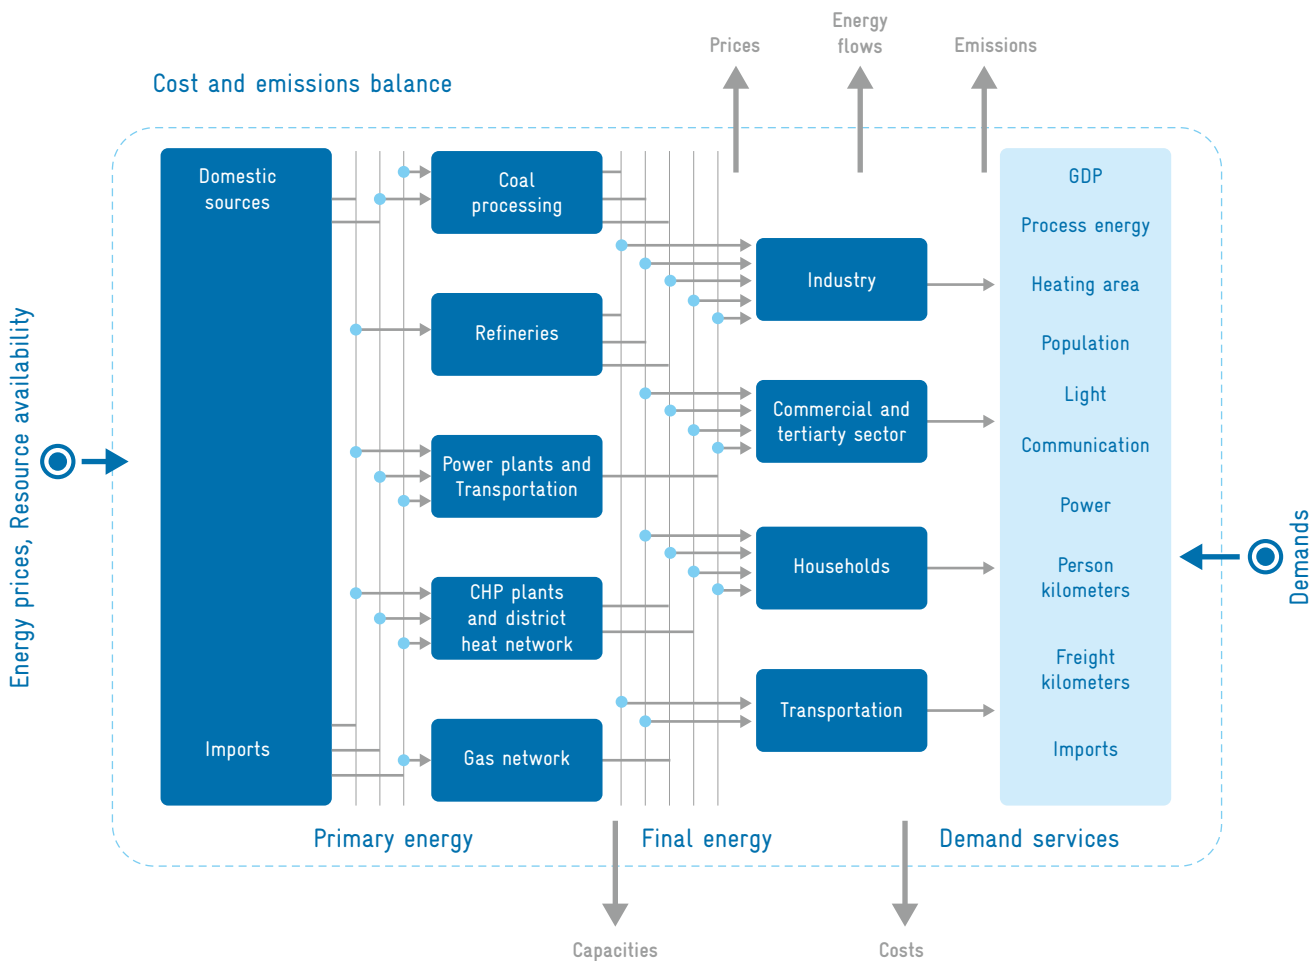 Prices
Energy
flows
Emissions
Cost and emissions balance
Energy prices, Resource availability
Domestic
sources
Imports
Coal
processing
Refineries
Power plants and
Transportation
CHP plants
and district
heat network
Gas network
Industry
Commercial and
tertiarty sector
Households
Transportation
GDP
Process energy
Heating area
Population
Light
Communication
Power
Person
kilometers
Freight
kilometers
Imports
Demands
Primary energy
Final energy
Demand services
Capacities
Costs